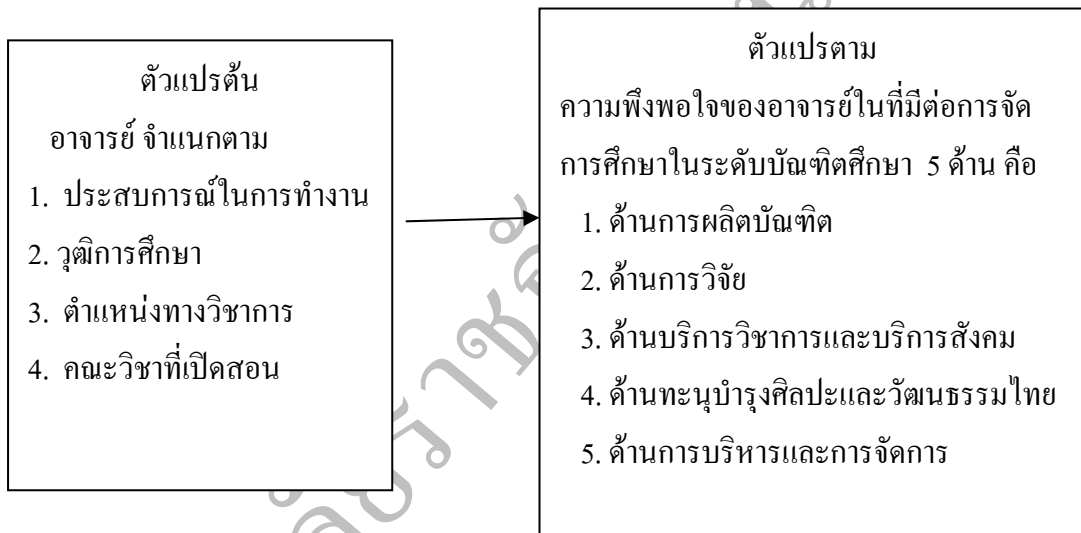 ตัวแปรต้น
อาจารย์ จำแนกตาม
1. ประสบการณ์ในการทำงาน
2. วุฒิการศึกษา
3. ตำแหน่งทางวิชาการ
4. คณะวิชาที่เปิดสอน
ตัวแปรตาม
ความพึงพอใจของอาจารย์ในที่มีต่อการจัด
การศึกษาในระดับบัณฑิตศึกษา 5 ด้าน คือ
1. ด้านการผลิตบัณฑิต
2. ด้านการวิจัย
3. ด้านบริการวิชาการและบริการสังคม
4. ด้านทะนุบำรุงศิลปะและวัฒนธรรมไทย
5. ด้านการบริหารและการจัดการ